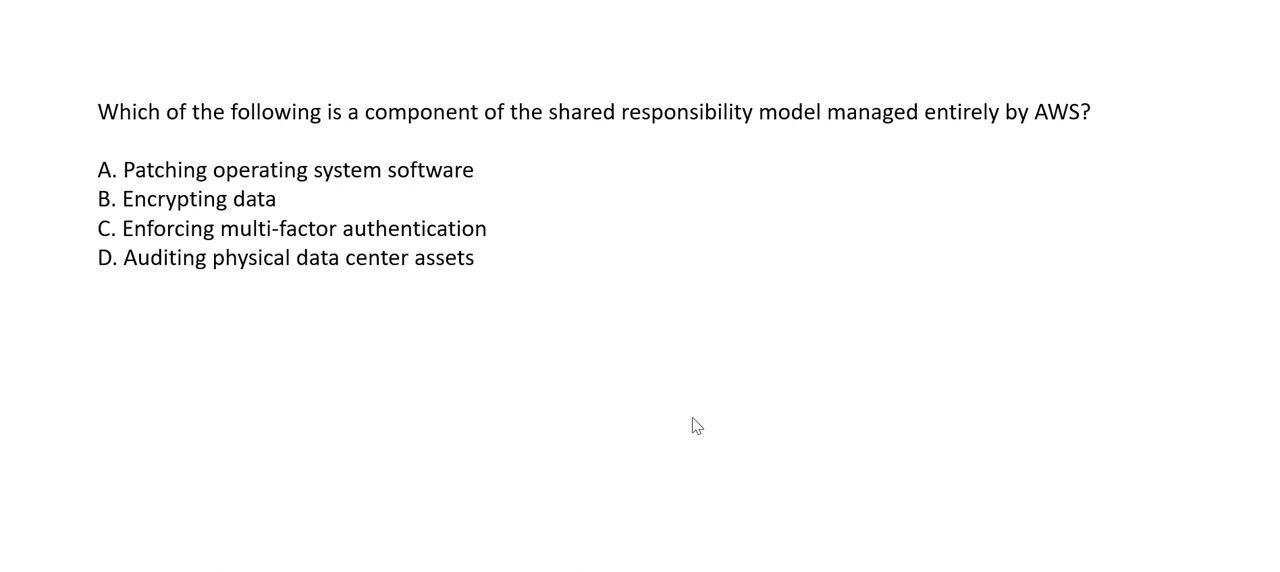 Which of the following is a component of the shared responsibility model managed entirely by AWS?
A. Patching operating system software
B. Encrypting data
C. Enforcing multi-factor authentication
D. Auditing physical data center assets